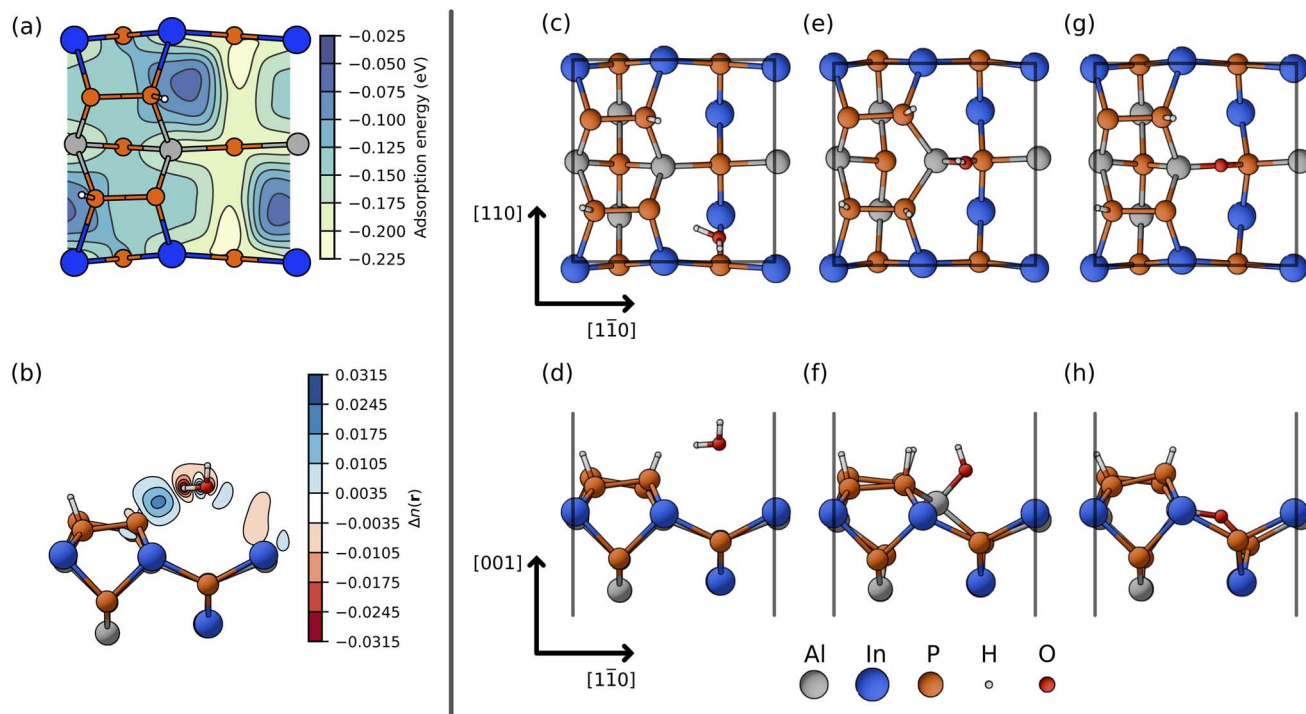 (a)
−0.025
−0.050
−0.075
−0.100
−0.125
−0.150
−0.175
−0.200
−0.225
Adsorption energy (eV)
(b)
0.0315
0.0245
0.0175
0.0105
0.0035
−0.0035
−0.0105
−0.0175
−0.0245
−0.0315
Δn(r)
(c)
(e)
(g)
[110]
[11̅0]
(d)
(f)
(h)
[001]
[11̅0]
Al In P H O